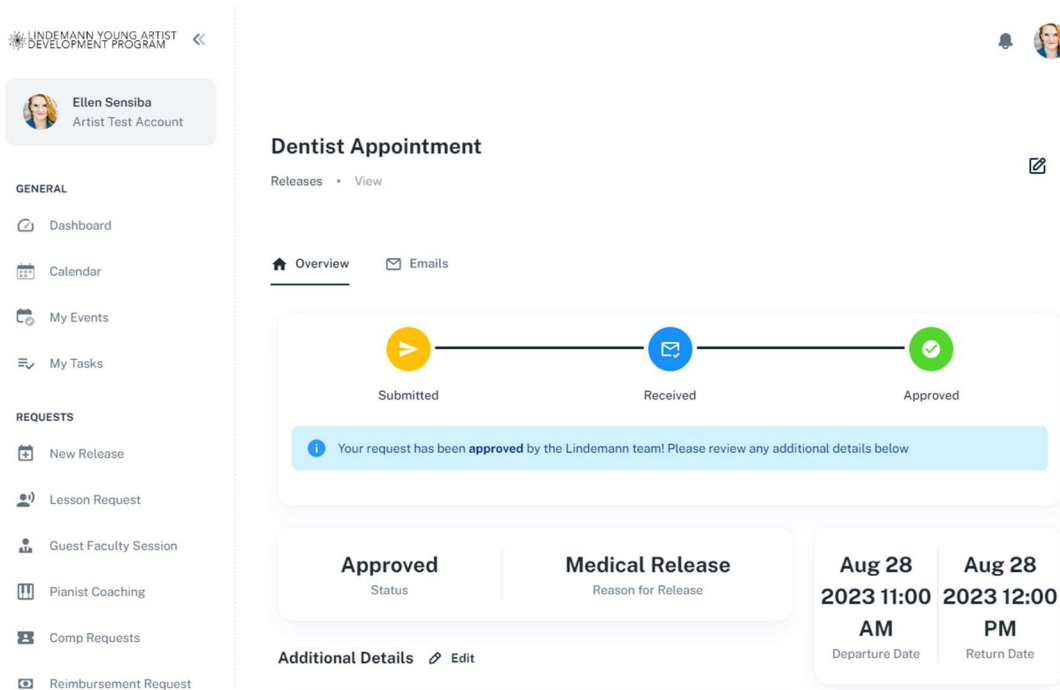 LINDEMANN YOUNG ARTIST
DEVELOPMENT PROGRAM
Ellen Sensiba
Artist Test Account
GENERAL
Dashboard
Calendar
My Events
My Tasks
REQUESTS
New Release
Lesson Request
Guest Faculty Session
Pianist Coaching
Comp Requests
Reimbursement Request
Dentist Appointment
Releases • View
Overview
Emails
Submitted
Received
Approved
Your request has been approved by the Lindemann team! Please review any additional details below
Approved
Status
Medical Release
Reason for Release
Aug 28
2023 11:00
AM
Departure Date
Aug 28
2023 12:00
PM
Return Date
Additional Details Edit